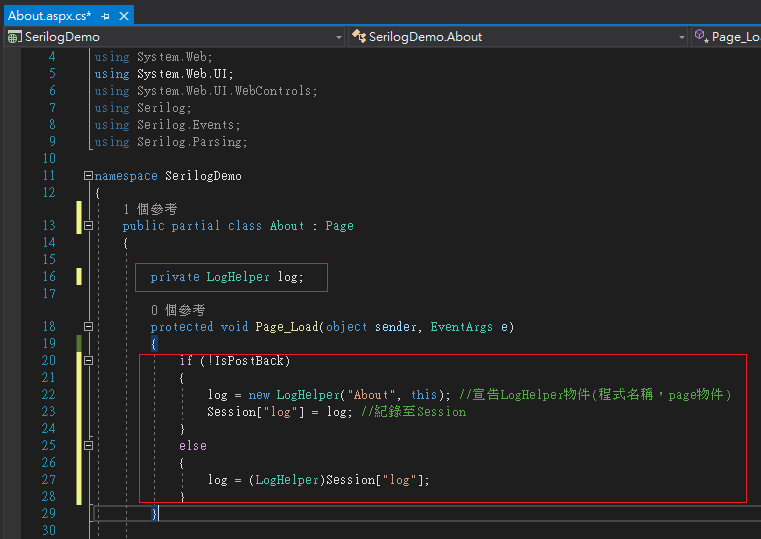 About.aspx.cs*
SerilogDemo
SerilogDemo.About
Page_Loa
4 using System.Web;
5 using System.Web.UI;
6 using System.Web.UI.WebControls;
7 using Serilog;
8 using Serilog.Events;
9 using Serilog.Parsing;
10
11 namespace SerilogDemo
12 {
1 個參考
13 public partial class About : Page
14 {
15
16 private LogHelper log;
17
0 個參考
18 protected void Page_Load(object sender, EventArgs e)
19 {
20 if (!IsPostBack)
21 {
22 log = new LogHelper("About", this); //宣告LogHelper物件(程式名稱，page物件)
23 Session["log"] = log; //紀錄至Session
24 }
25 else
26 {
27 log = (LogHelper)Session["log"];
28 }
29 }
30